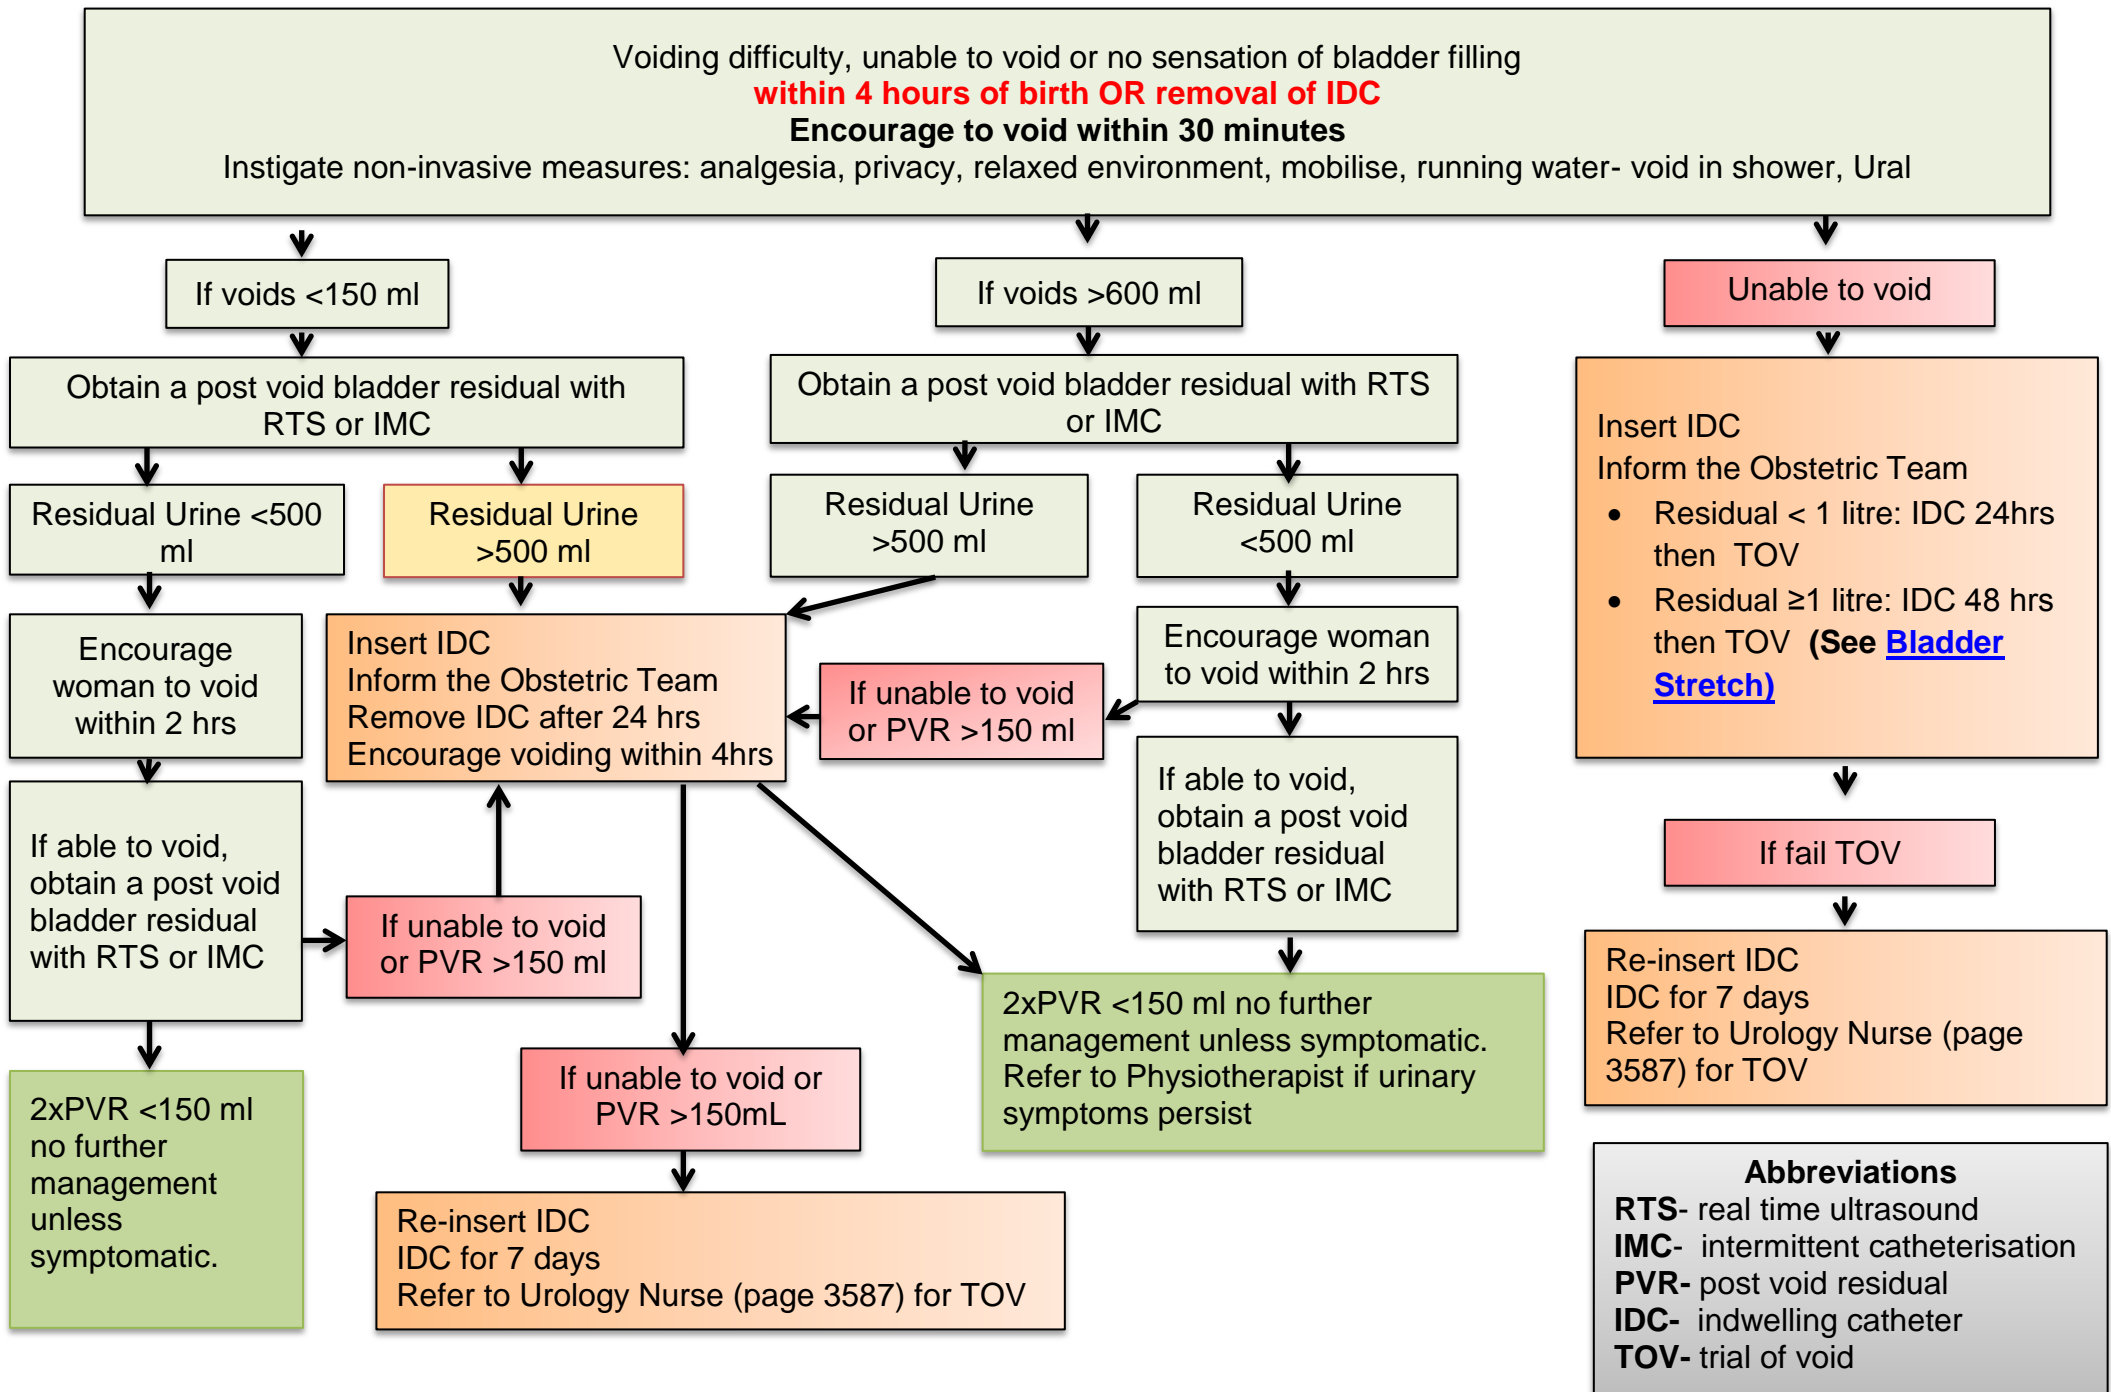 Voiding difficulty, unable to void or no sensation of bladder filling
within 4 hours of birth OR removal of IDC
Encourage to void within 30 minutes
Instigate non-invasive measures: analgesia, privacy, relaxed environment, mobilise, running water- void in shower, Ural
If voids <150 ml
If voids >600 ml
Unable to void
Obtain a post void bladder residual with
RTS or IMC
Obtain a post void bladder residual with RTS
or IMC
Insert IDC
Inform the Obstetric Team
• Residual < 1 litre: IDC 24hrs
then TOV
• Residual ≥1 litre: IDC 48 hrs
then TOV (See Bladder
Stretch)
Residual Urine <500
ml
Residual Urine
>500 ml
Residual Urine
>500 ml
Residual Urine
<500 ml
Encourage
woman to void
within 2 hrs
Insert IDC
Inform the Obstetric Team
Remove IDC after 24 hrs
Encourage voiding within 4hrs
If unable to void
or PVR >150 ml
Encourage woman
to void within 2 hrs
If able to void,
obtain a post void
bladder residual
with RTS or IMC
If unable to void
or PVR >150 ml
If able to void,
obtain a post void
bladder residual
with RTS or IMC
If fail TOV
Re-insert IDC
IDC for 7 days
Refer to Urology Nurse (page
3587) for TOV
2xPVR <150 ml
no further
management
unless
symptomatic.
If unable to void or
PVR >150mL
2xPVR <150 ml no further
management unless symptomatic.
Refer to Physiotherapist if urinary
symptoms persist
Re-insert IDC
IDC for 7 days
Refer to Urology Nurse (page 3587) for TOV
Abbreviations
RTS- real time ultrasound
IMC- intermittent catheterisation
PVR- post void residual
IDC- indwelling catheter
TOV- trial of void